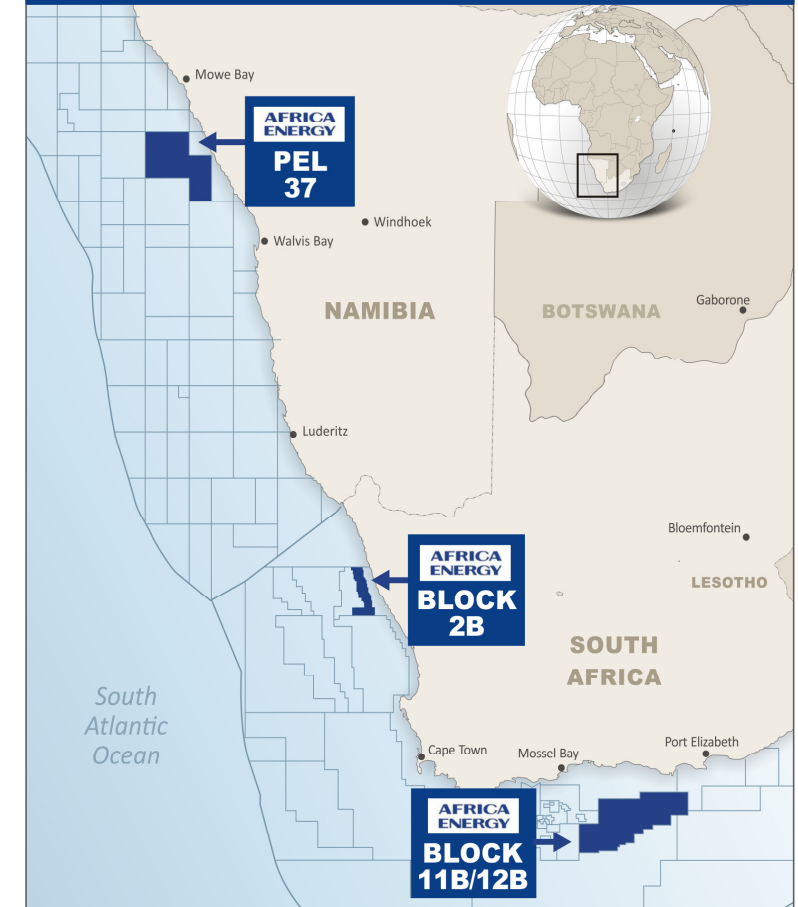 Mowe Bay
AFRICA
ENERGY
PEL
37
Windhoek
Walvis Bay
NAMIBIA
BOTSWANA
Gaborone
Luderitz
Bloemfontein
AFRICA
ENERGY
BLOCK
2B
LESOTHO
SOUTH
AFRICA
South
Atlantic
Ocean
Cape Town
Mossel Bay
Port Elizabeth
AFRICA
ENERGY
BLOCK
11B/12B